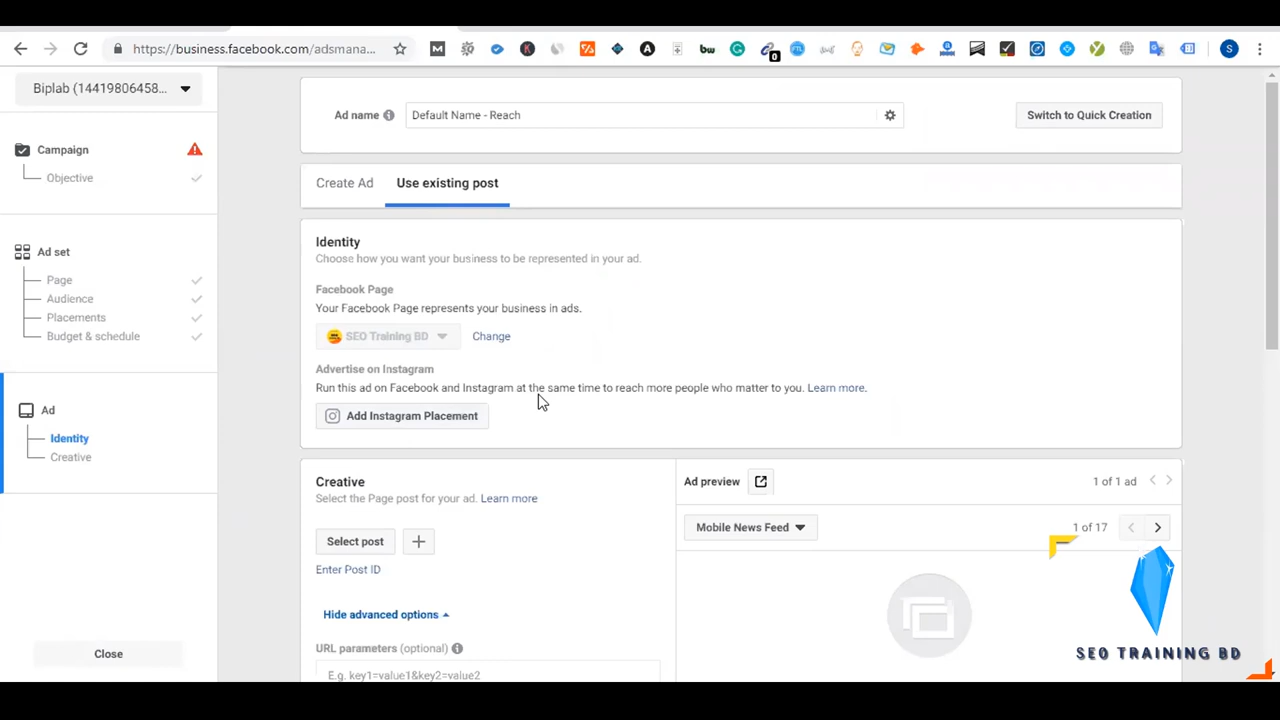 https://business.facebook.com/adsmana...
bw
FTL
0
S
Biplab (14419806458...
Campaign
Objective
Ad set
Page
Audience
Placements
Budget & schedule
Ad
Identity
Creative
Close
Ad name
Default Name - Reach
Switch to Quick Creation
Create Ad
Use existing post
Identity
Choose how you want your business to be represented in your ad.
Facebook Page
Your Facebook Page represents your business in ads.
SEO Training BD
Change
Advertise on Instagram
Run this ad on Facebook and Instagram at the same time to reach more people who matter to you. Learn more.
Add Instagram Placement
Creative
Select the Page post for your ad. Learn more
Select post
Enter Post ID
Hide advanced options
URL parameters (optional)
E.g. key1=value1&key2=value2
Ad preview
1 of 1 ad
Mobile News Feed
1 of 17
SEO TRAINING BD